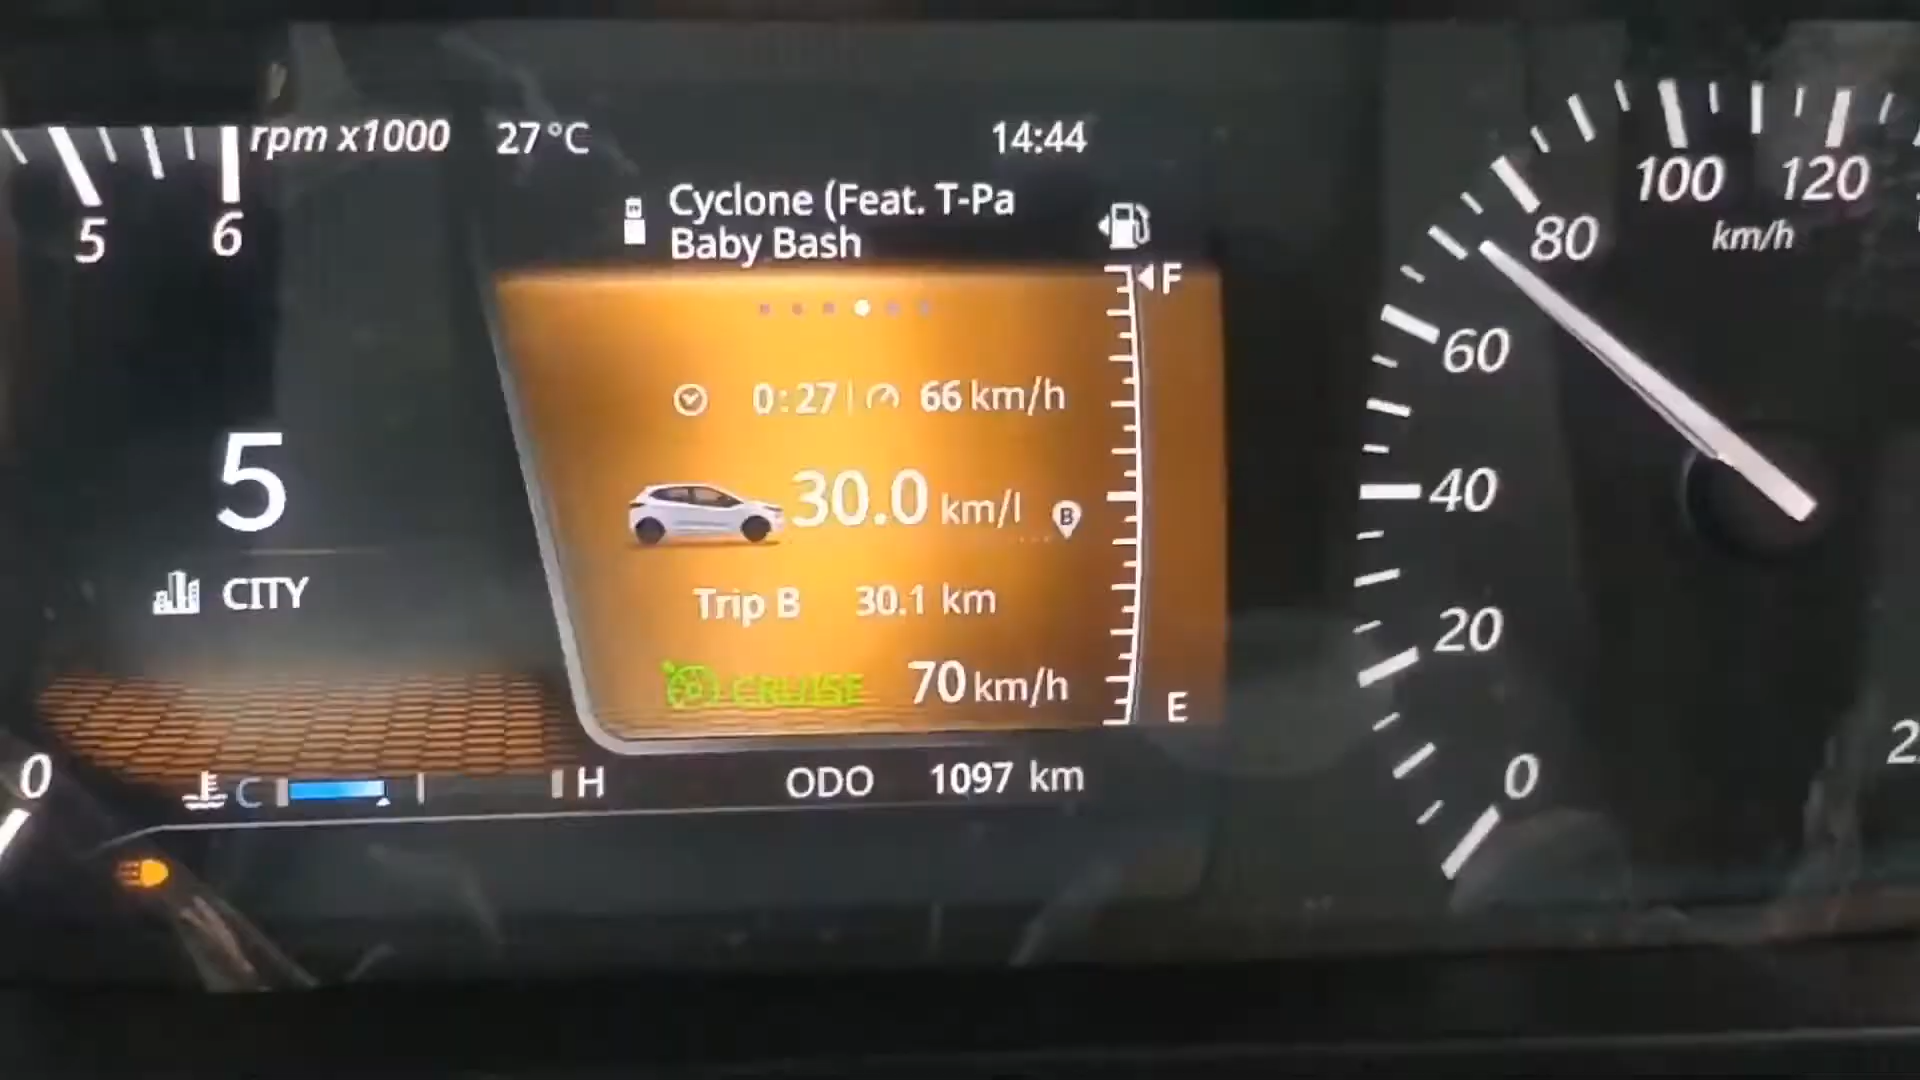 rpm x1000
27°C
14:44
5
6
Cyclone (Feat. T-Pa
Baby Bash
F
0:27
66 km/h
5
30.0 km/l
B
CITY
Trip B 30.1 km
CRUISE 70 km/h
E
0
C
H
ODO 1097 km
0
20
40
60
80
100
120
km/h